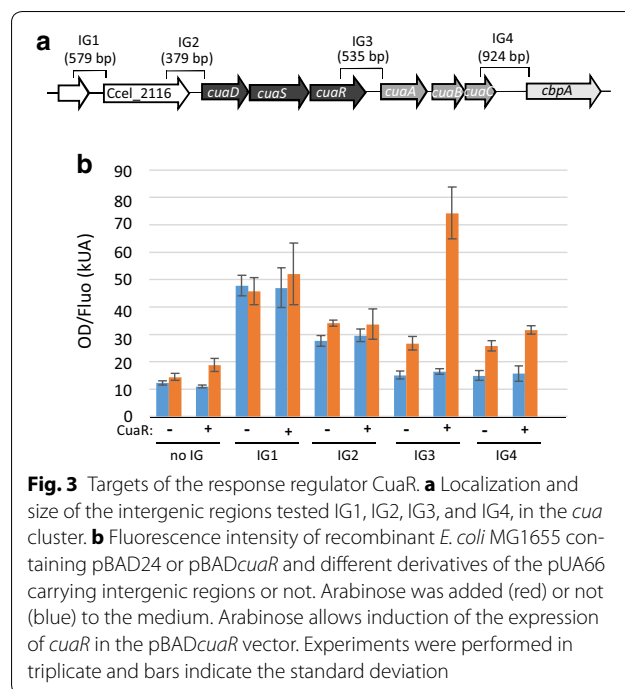 a
IG1
(579 bp)
IG2
(379 bp)
IG3
(535 bp)
IG4
(924 bp)
Ccel_2116
cuaD
cuaS
cuaR
cuaA
cuaB
cuaC
cbpA
b
OD/Fluo (kUA)
90
80
70
60
50
40
30
20
10
0
CuaR: - + - + - + - + - +
no IG IG1 IG2 IG3 IG4
Fig. 3 Targets of the response regulator CuaR. a Localization and
size of the intergenic regions tested IG1, IG2, IG3, and IG4, in the cua
cluster. b Fluorescence intensity of recombinant E. coli MG1655 con-
taining pBAD24 or pBADcuaR and different derivatives of the pUA66
carrying intergenic regions or not. Arabinose was added (red) or not
(blue) to the medium. Arabinose allows induction of the expression
of cuaR in the pBADcuaR vector. Experiments were performed in
triplicate and bars indicate the standard deviation